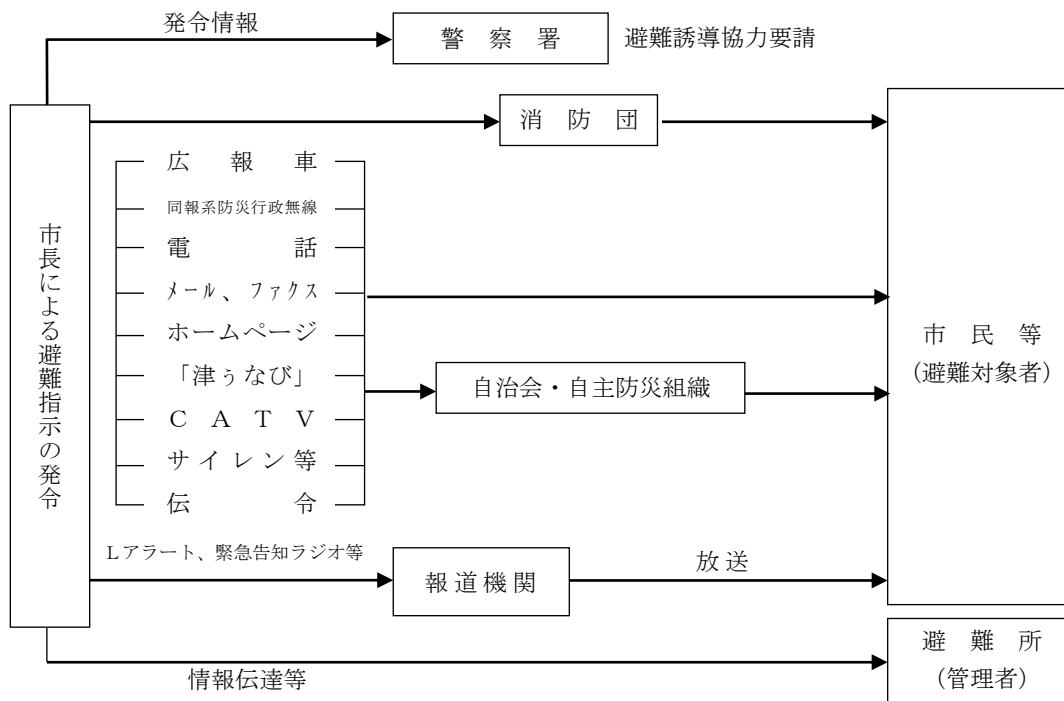 発令情報
警察署
避難誘導協力要請
消防団
市長による避難指示の発令
広報車
同報系防災行政無線
電話
メール、ファクス
ホームページ
「津ぅなび」
CATV
サイレン等
伝令
自治会・自主防災組織
市民等
(避難対象者)
Lアラート、緊急告知ラジオ等
報道機関
放送
情報伝達等
避難所
(管理者)